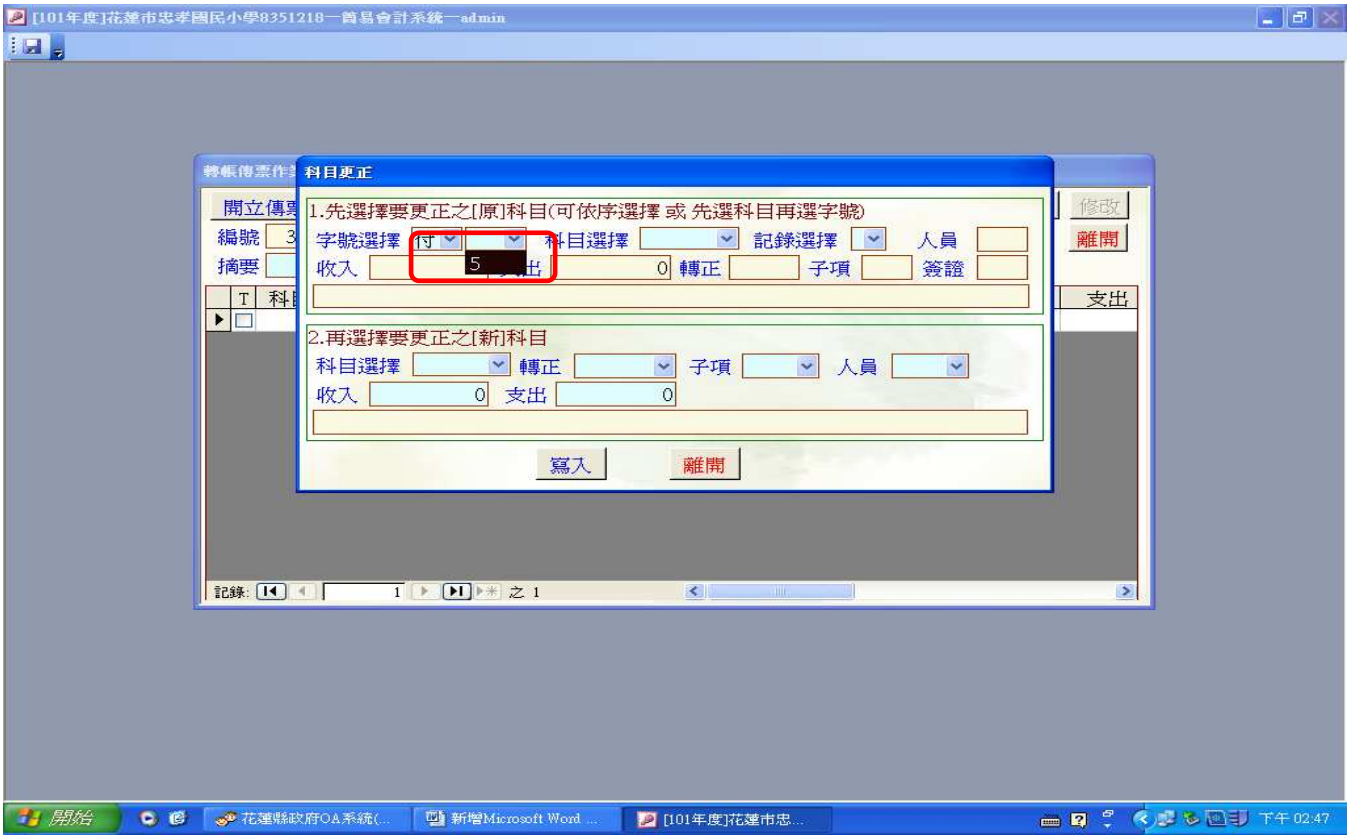 [101年度]花蓮市忠孝國民小學8351218—簡易會計系統—admin
轉帳傳票作業
科目更正
開立傳票
1.先選擇要更正之[原]科目(可依序選擇 或 先選科目再選字號)
修改
編號 3
字號選擇 付 科目選擇 記錄選擇 人員
離開
摘要
收入 5 支出 0 轉正 子項 簽證
T 科目 支出
2.再選擇要更正之[新]科目
科目選擇 轉正 子項 人員
收入 0 支出 0
寫入 離開
記錄: 1 之 1
開始 花蓮縣政府OA系統(... 新增Microsoft Word ... [101年度]花蓮市忠... 下午 02:47